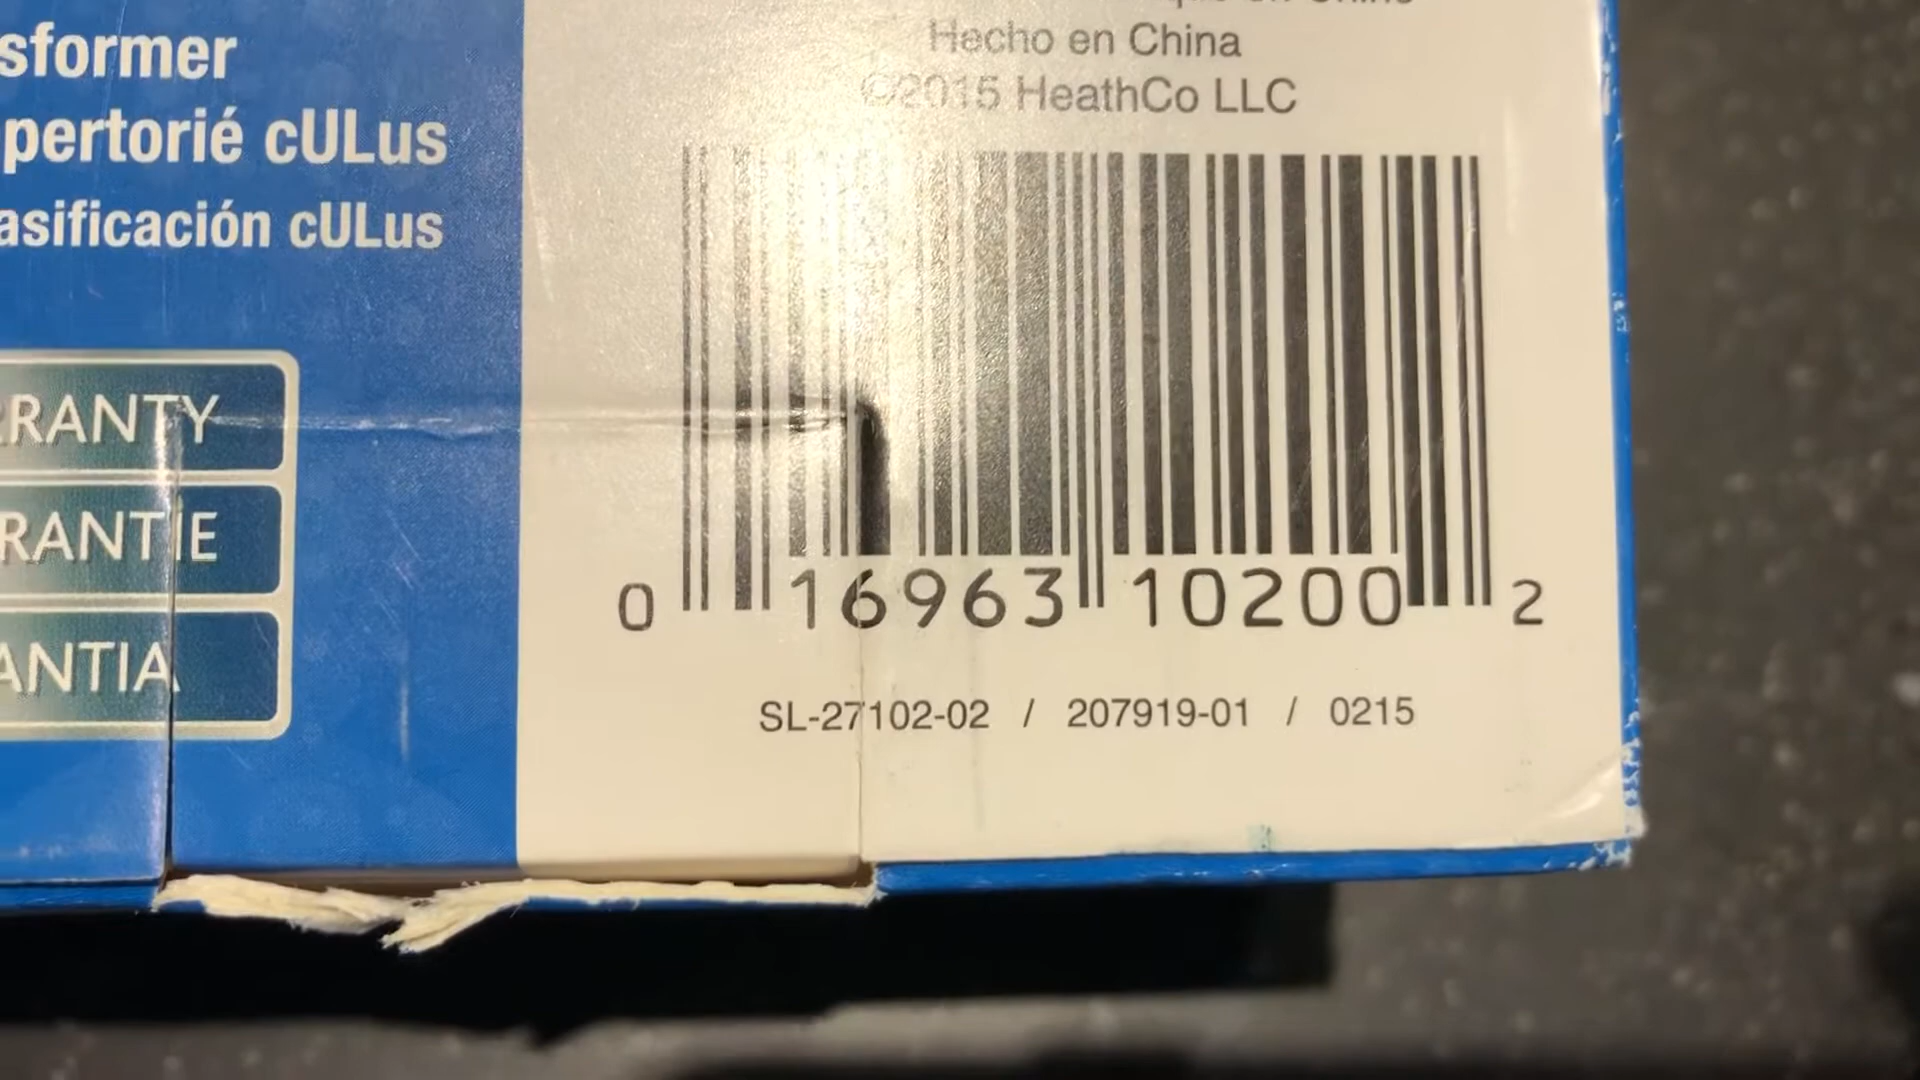 sformer
pertorié cULus
asificación cULus
RRANTY
RANTIE
ANTIA
Hecho en China
©2015 HeathCo LLC
0 16963 10200 2
SL-27102-02 / 207919-01 / 0215